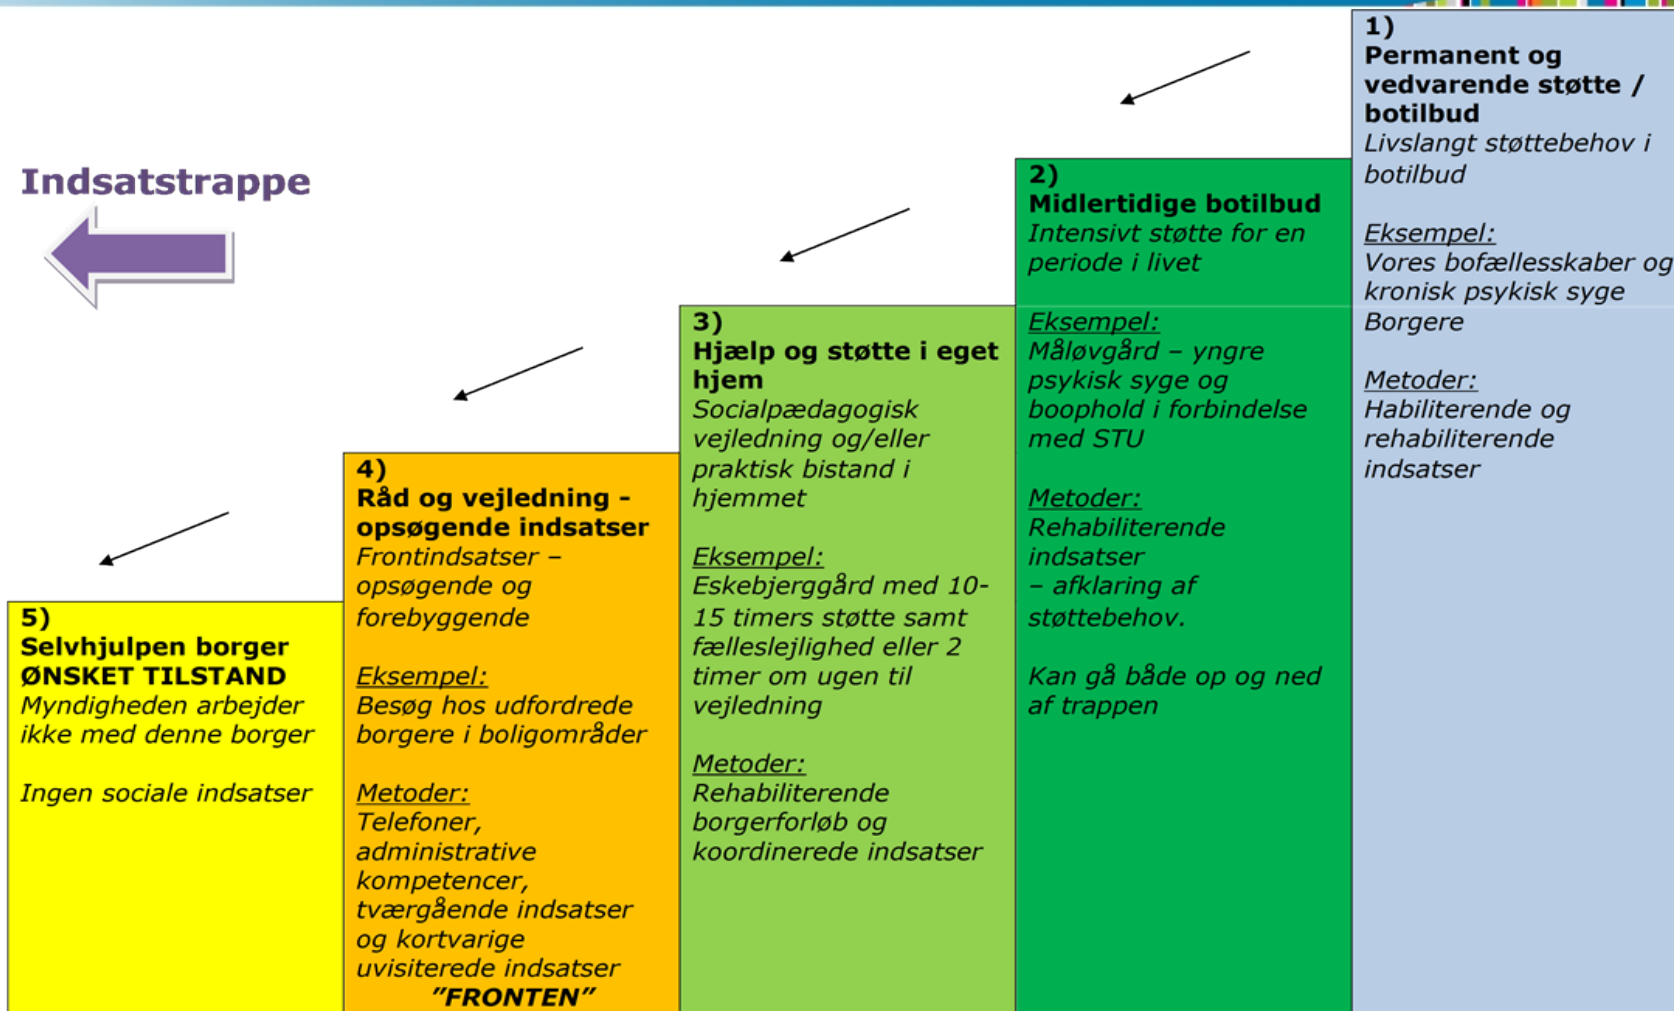 Indsatstrappe
1)
Permanent og
vedvarende støtte /
botilbud
Livslangt støttebehov i
botilbud
Eksempel:
Vores bofællesskaber og
kronisk psykisk syge
Borgere
Metoder:
Habiliterende og
rehabiliterende
indsatser
2)
Midlertidige botilbud
Intensivt støtte for en
periode i livet
Eksempel:
Måløvgård – yngre
psykisk syge og
boophold i forbindelse
med STU
Metoder:
Rehabiliterende
indsatser
– afklaring af
støttebehov.
Kan gå både op og ned
af trappen
3)
Hjælp og støtte i eget
hjem
Socialpædagogisk
vejledning og/eller
praktisk bistand i
hjemmet
Eksempel:
Eskebjerggård med 10-
15 timers støtte samt
fælleslejlighed eller 2
timer om ugen til
vejledning
Metoder:
Rehabiliterende
borgerforløb og
koordinerede indsatser
4)
Råd og vejledning -
opsøgende indsatser
Frontindsatser –
opsøgende og
forebyggende
Eksempel:
Besøg hos udfordrede
borgere i boligområder
Metoder:
Telefoner,
administrative
kompetencer,
tværgående indsatser
og kortvarige
uvisiterede indsatser
”FRONTEN”
5)
Selvhjulpen borger
ØNSKET TILSTAND
Myndigheden arbejder
ikke med denne borger
Ingen sociale indsatser